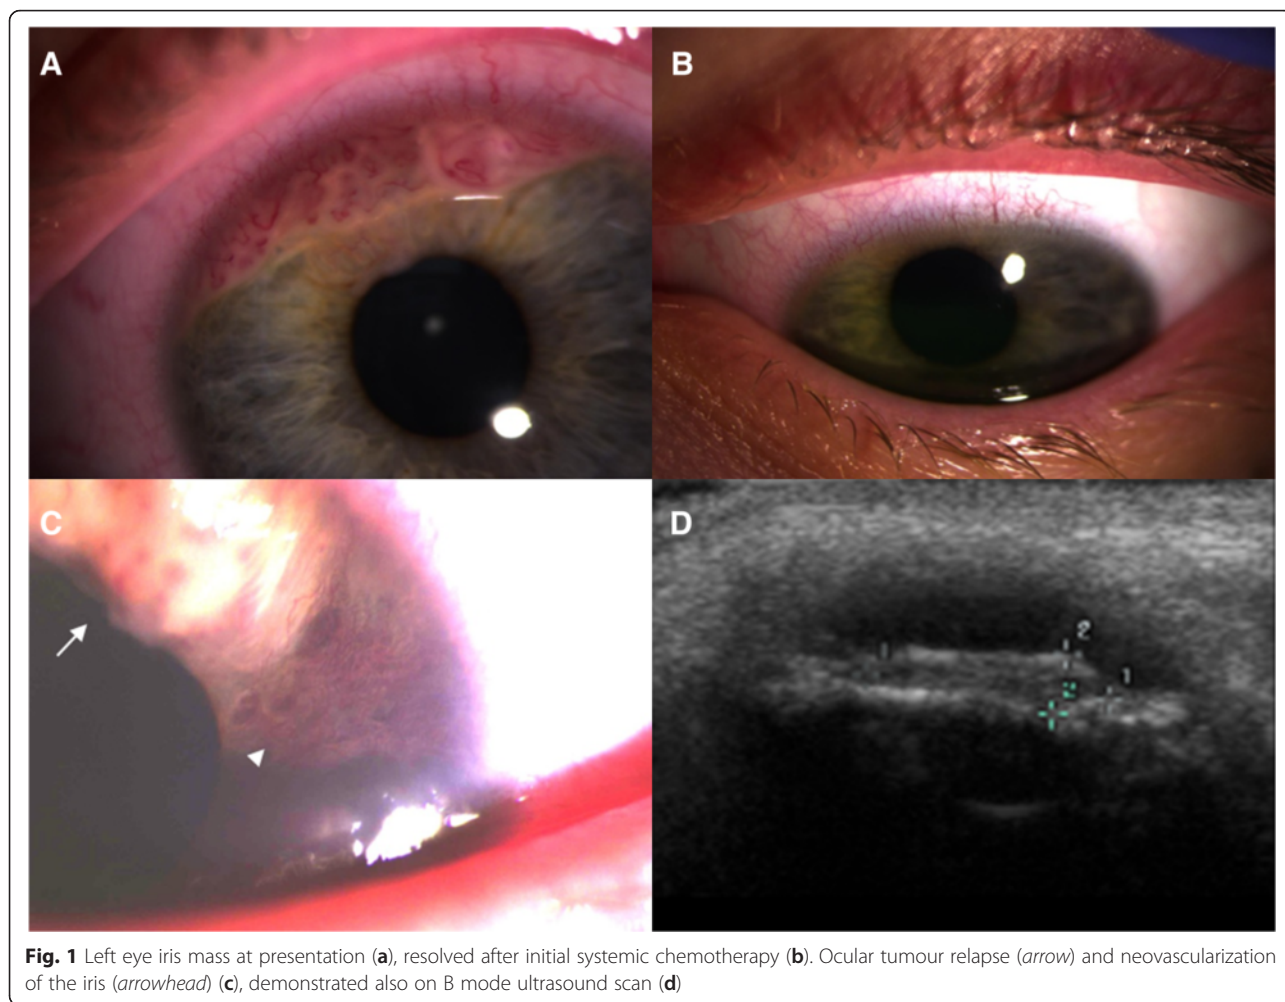 A
B
C
D
2
1
Fig. 1 Left eye iris mass at presentation (a), resolved after initial systemic chemotherapy (b). Ocular tumour relapse (arrow) and neovascularization
of the iris (arrowhead) (c), demonstrated also on B mode ultrasound scan (d)